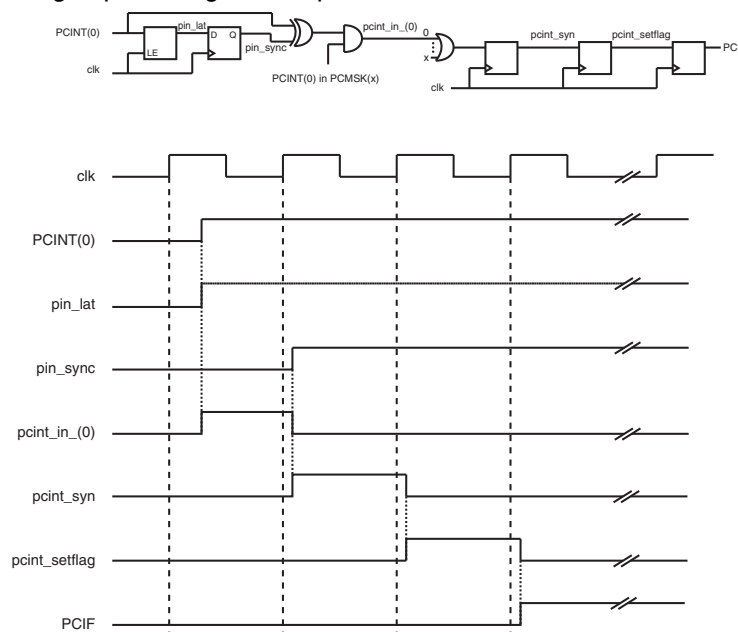 PCINT(0)
pin_lat
LE
D Q
pin_sync
clk
PCINT(0) in PCMSK(x)
pcint_in_(0)
0
x
pcint_syn
pcint_setflag
PC
clk
clk
PCINT(0)
pin_lat
pin_sync
pcint_in_(0)
pcint_syn
pcint_setflag
PCIF